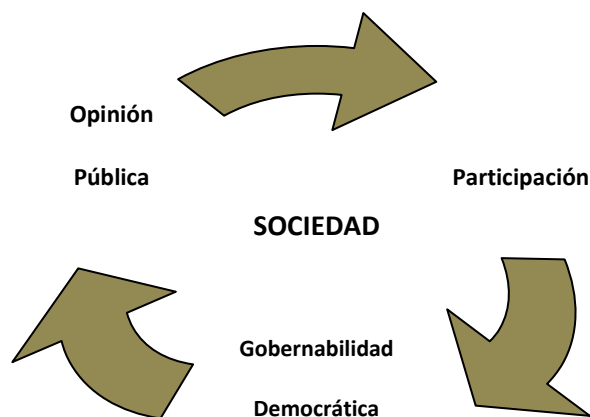 Opinión
Pública
Participación
SOCIEDAD
Gobernabilidad
Democrática